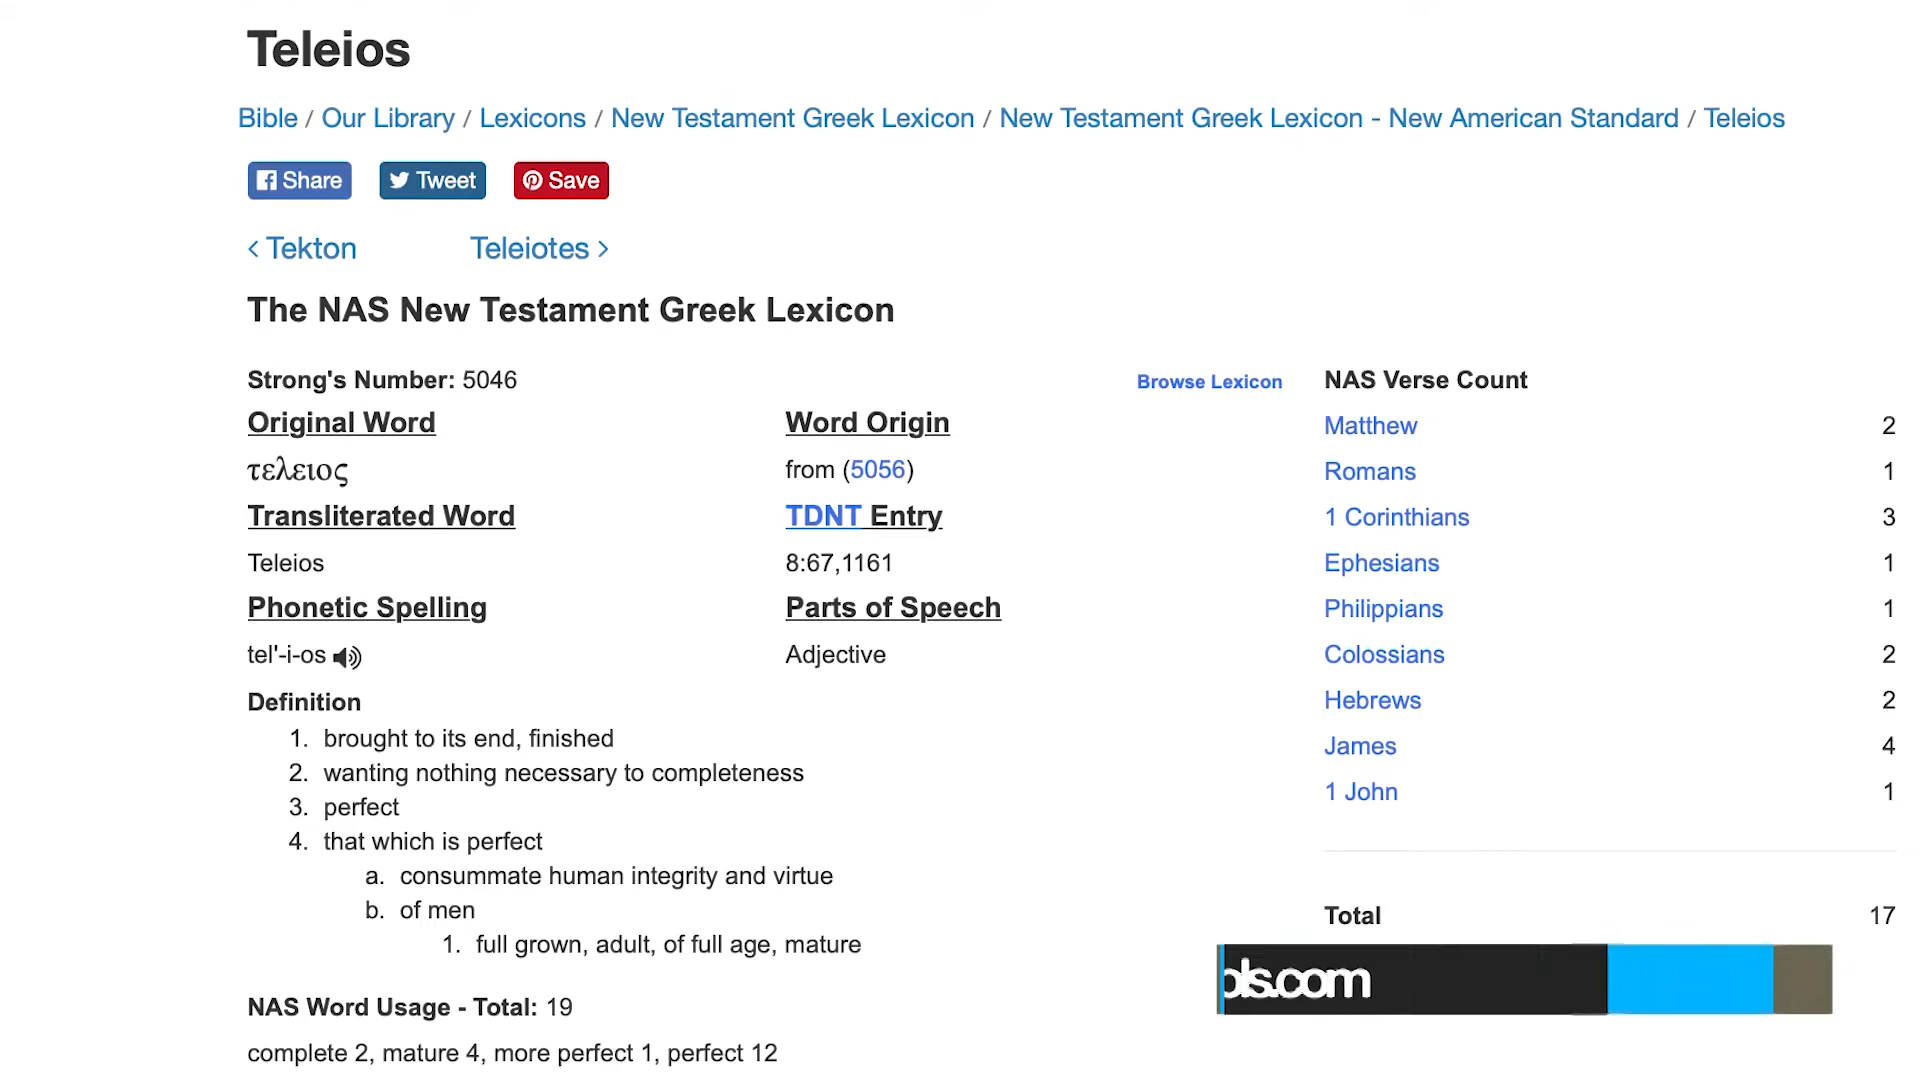 Teleios
Bible / Our Library / Lexicons / New Testament Greek Lexicon / New Testament Greek Lexicon - New American Standard / Teleios
Share Tweet Save
< Tekton Teleiotes >
The NAS New Testament Greek Lexicon
Strong's Number: 5046
Browse Lexicon
Original Word
Word Origin
τελειος
from (5056)
Transliterated Word
TDNT Entry
Teleios
8:67,1161
Phonetic Spelling
Parts of Speech
tel'-i-os
Adjective
Definition
1. brought to its end, finished
2. wanting nothing necessary to completeness
3. perfect
4. that which is perfect
a. consummate human integrity and virtue
b. of men
1. full grown, adult, of full age, mature
NAS Word Usage - Total: 19
complete 2, mature 4, more perfect 1, perfect 12
NAS Verse Count
Matthew 2
Romans 1
1 Corinthians 3
Ephesians 1
Philippians 1
Colossians 2
Hebrews 2
James 4
1 John 1
Total 17
ols.com